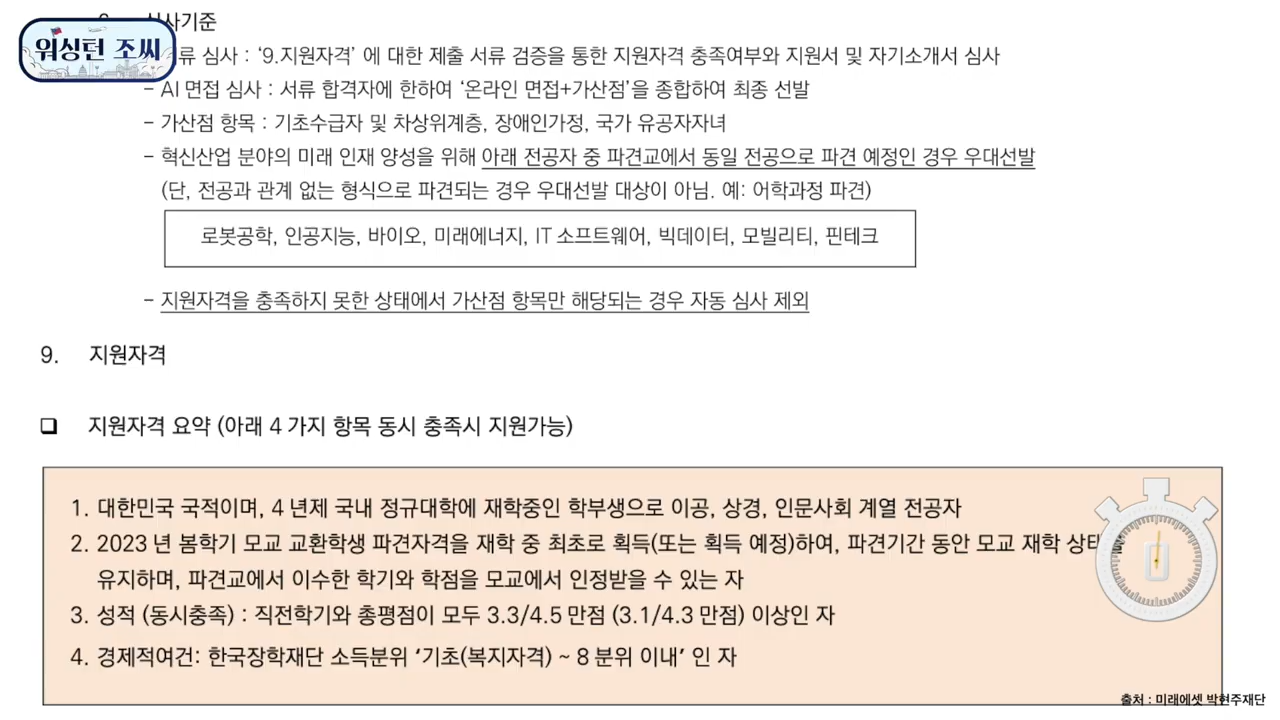 심사기준
워싱턴 조씨
류 심사 : ‘9.지원자격’ 에 대한 제출 서류 검증을 통한 지원자격 충족여부와 지원서 및 자기소개서 심사
– AI 면접 심사 : 서류 합격자에 한하여 ‘온라인 면접+가산점’을 종합하여 최종 선발
– 가산점 항목 : 기초수급자 및 차상위계층, 장애인가정, 국가 유공자자녀
– 혁신산업 분야의 미래 인재 양성을 위해 아래 전공자 중 파견교에서 동일 전공으로 파견 예정인 경우 우대선발
(단, 전공과 관계 없는 형식으로 파견되는 경우 우대선발 대상이 아님. 예: 어학과정 파견)
로봇공학, 인공지능, 바이오, 미래에너지, IT 소프트웨어, 빅데이터, 모빌리티, 핀테크
– 지원자격을 충족하지 못한 상태에서 가산점 항목만 해당되는 경우 자동 심사 제외
9. 지원자격
❏ 지원자격 요약 (아래 4 가지 항목 동시 충족시 지원가능)
1. 대한민국 국적이며, 4 년제 국내 정규대학에 재학중인 학부생으로 이공, 상경, 인문사회 계열 전공자
2. 2023 년 봄학기 모교 교환학생 파견자격을 재학 중 최초로 획득(또는 획득 예정)하여, 파견기간 동안 모교 재학 상태를
유지하며, 파견교에서 이수한 학기와 학점을 모교에서 인정받을 수 있는 자
3. 성적 (동시충족) : 직전학기와 총평점이 모두 3.3/4.5 만점 (3.1/4.3 만점) 이상인 자
4. 경제적여건: 한국장학재단 소득분위 ‘기초(복지자격) ~ 8 분위 이내’ 인 자
출처 : 미래에셋 박현주재단